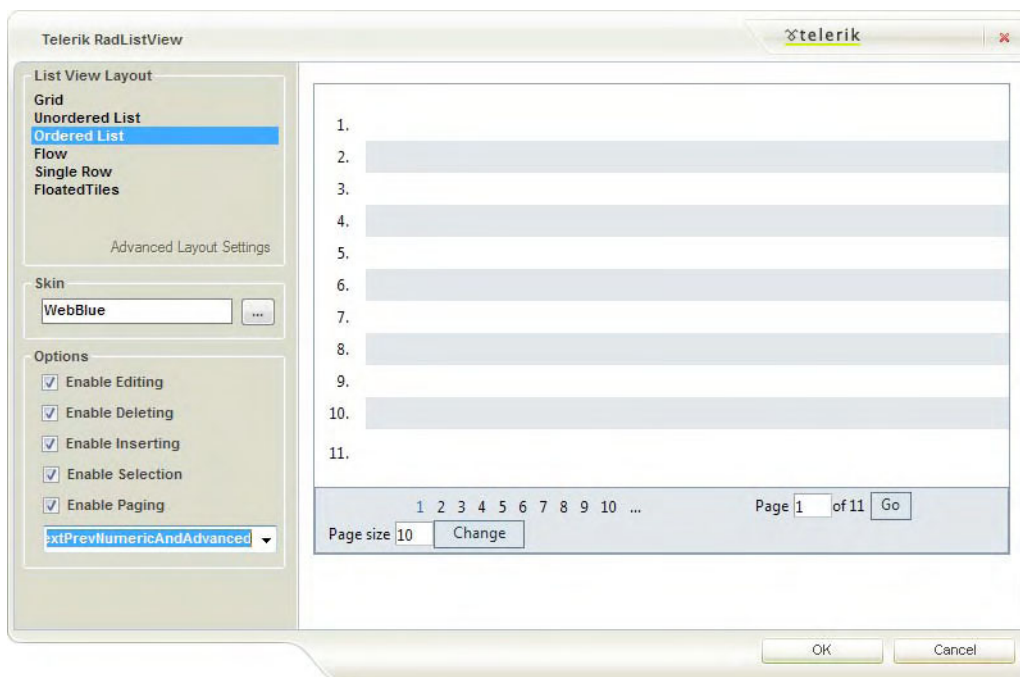 Telerik RadListView
telerik
List View Layout
Grid
Unordered List
Ordered List
Flow
Single Row
FloatedTiles
Advanced Layout Settings
Skin
WebBlue
...
Options
Enable Editing
Enable Deleting
Enable Inserting
Enable Selection
Enable Paging
extPrevNumericAndAdvanced
1.
2.
3.
4.
5.
6.
7.
8.
9.
10.
11.
1 2 3 4 5 6 7 8 9 10 ...
Page 1 of 11 Go
Page size 10 Change
OK
Cancel